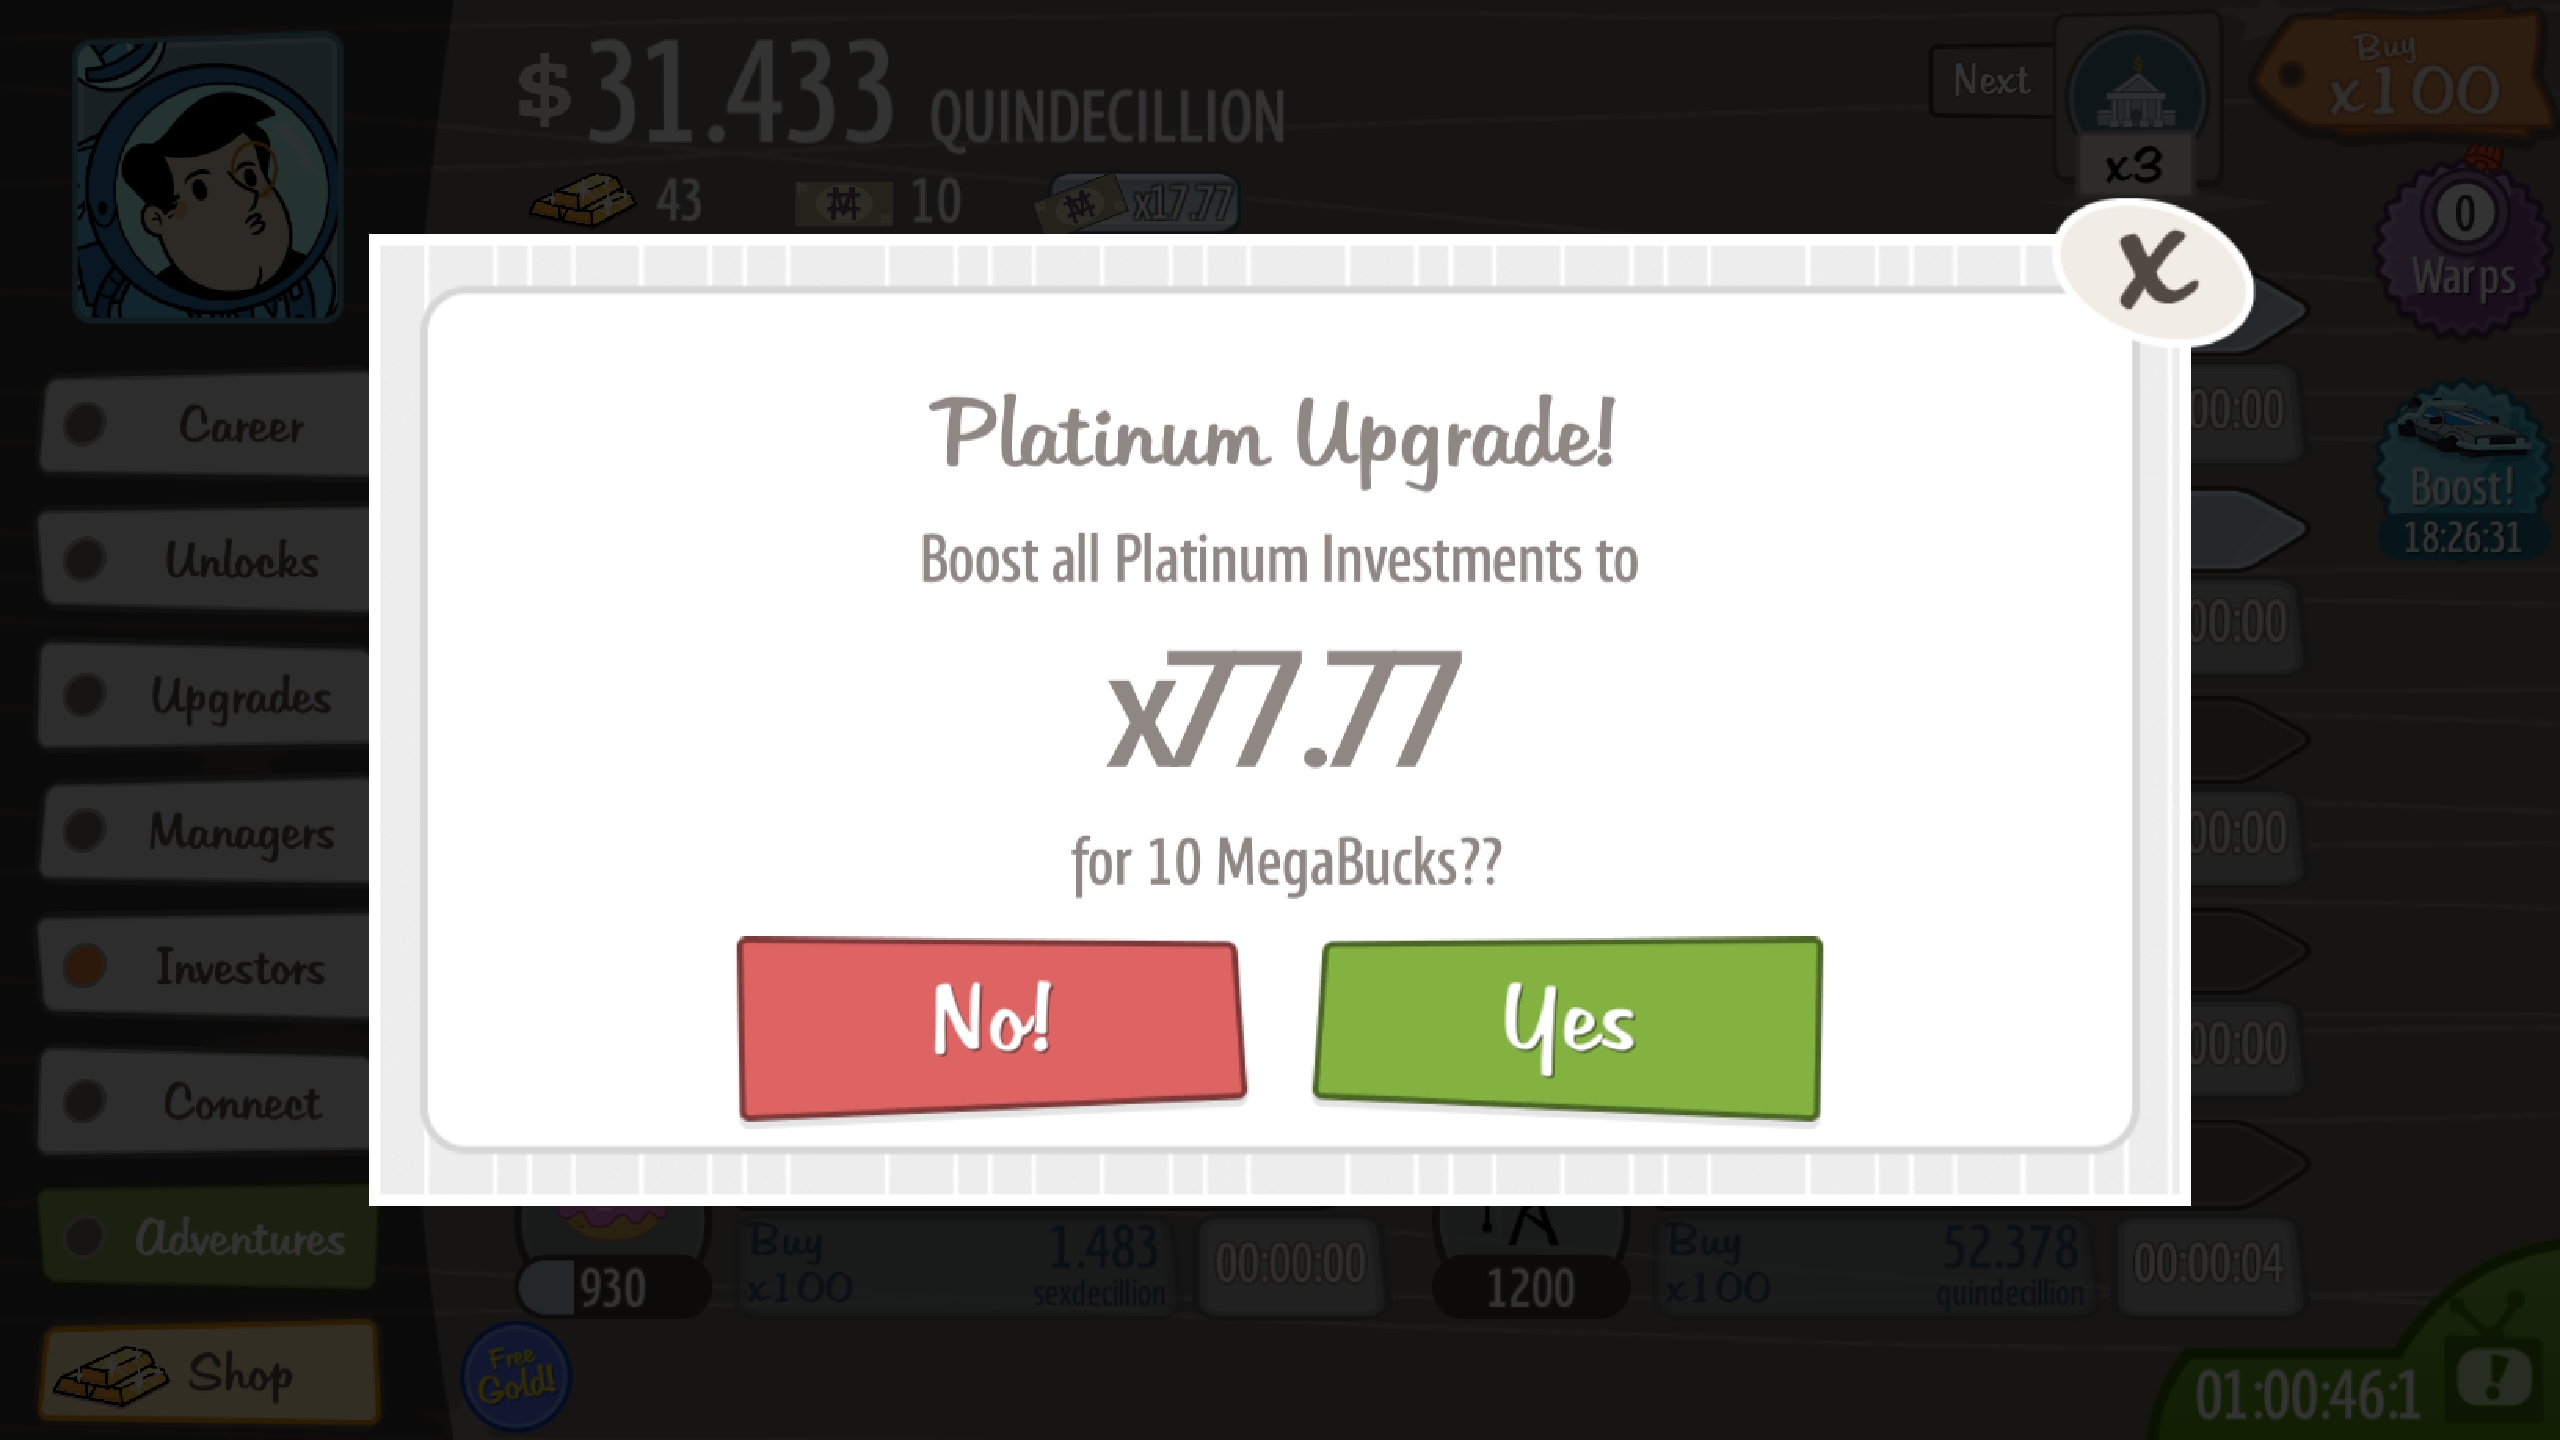 $31.433 QUINDECILLION
43
10
x17.77
Next
x3
Buy
x100
0
Warps
Boost!
18:26:31
Career
Unlocks
Upgrades
Managers
Investors
Connect
Adventures
Shop
X
Platinum Upgrade!
Boost all Platinum Investments to
x77.77
for 10 MegaBucks??
No!
Yes
00:00
00:00
00:00
00:00
930
Buy
x100
1.483
sexdecillion
00:00:00
1200
Buy
x100
52.378
quindecillion
00:00:04
Free
Gold!
01:00:46:1
!